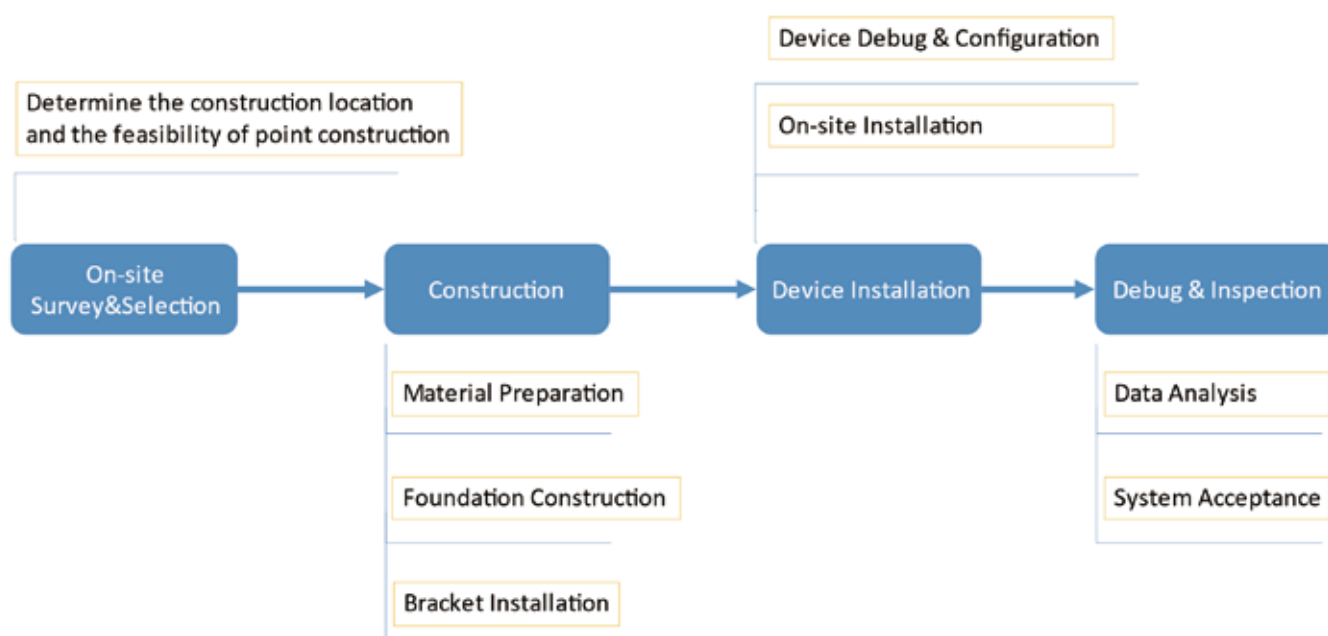 Device Debug & Configuration
Determine the construction location
and the feasibility of point construction
On-site Installation
On-site
Survey&Selection
Construction
Device Installation
Debug & Inspection
Material Preparation
Data Analysis
Foundation Construction
System Acceptance
Bracket Installation